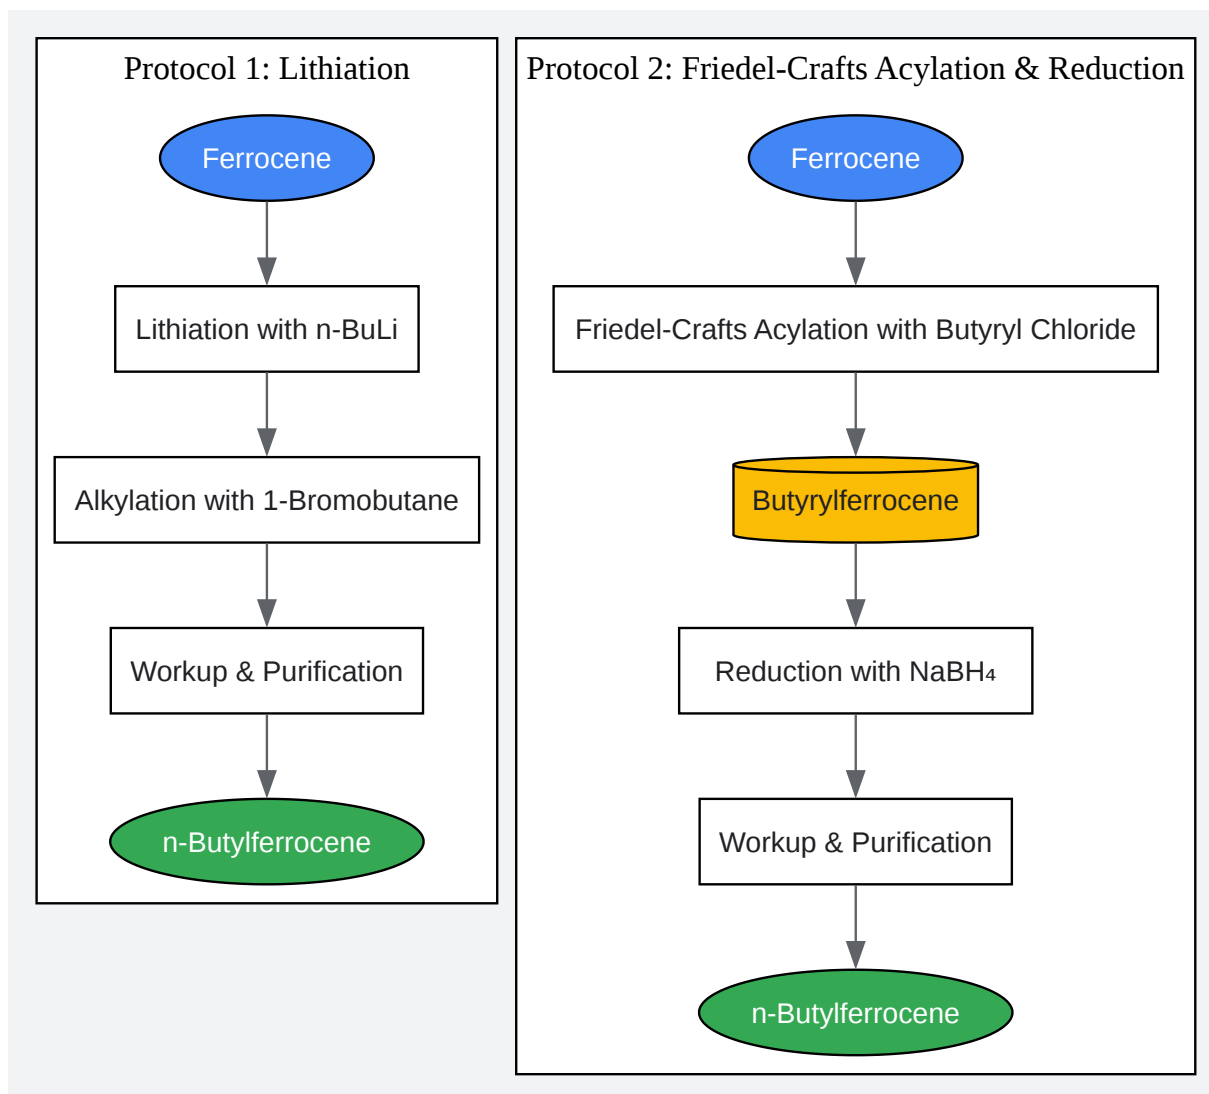 Protocol 1: Lithiation
Ferrocene
Lithiation with n-BuLi
Alkylation with 1-Bromobutane
Workup & Purification
n-Butylferrocene
Protocol 2: Friedel-Crafts Acylation & Reduction
Ferrocene
Friedel-Crafts Acylation with Butyryl Chloride
Butyrylferrocene
Reduction with NaBH₄
Workup & Purification
n-Butylferrocene